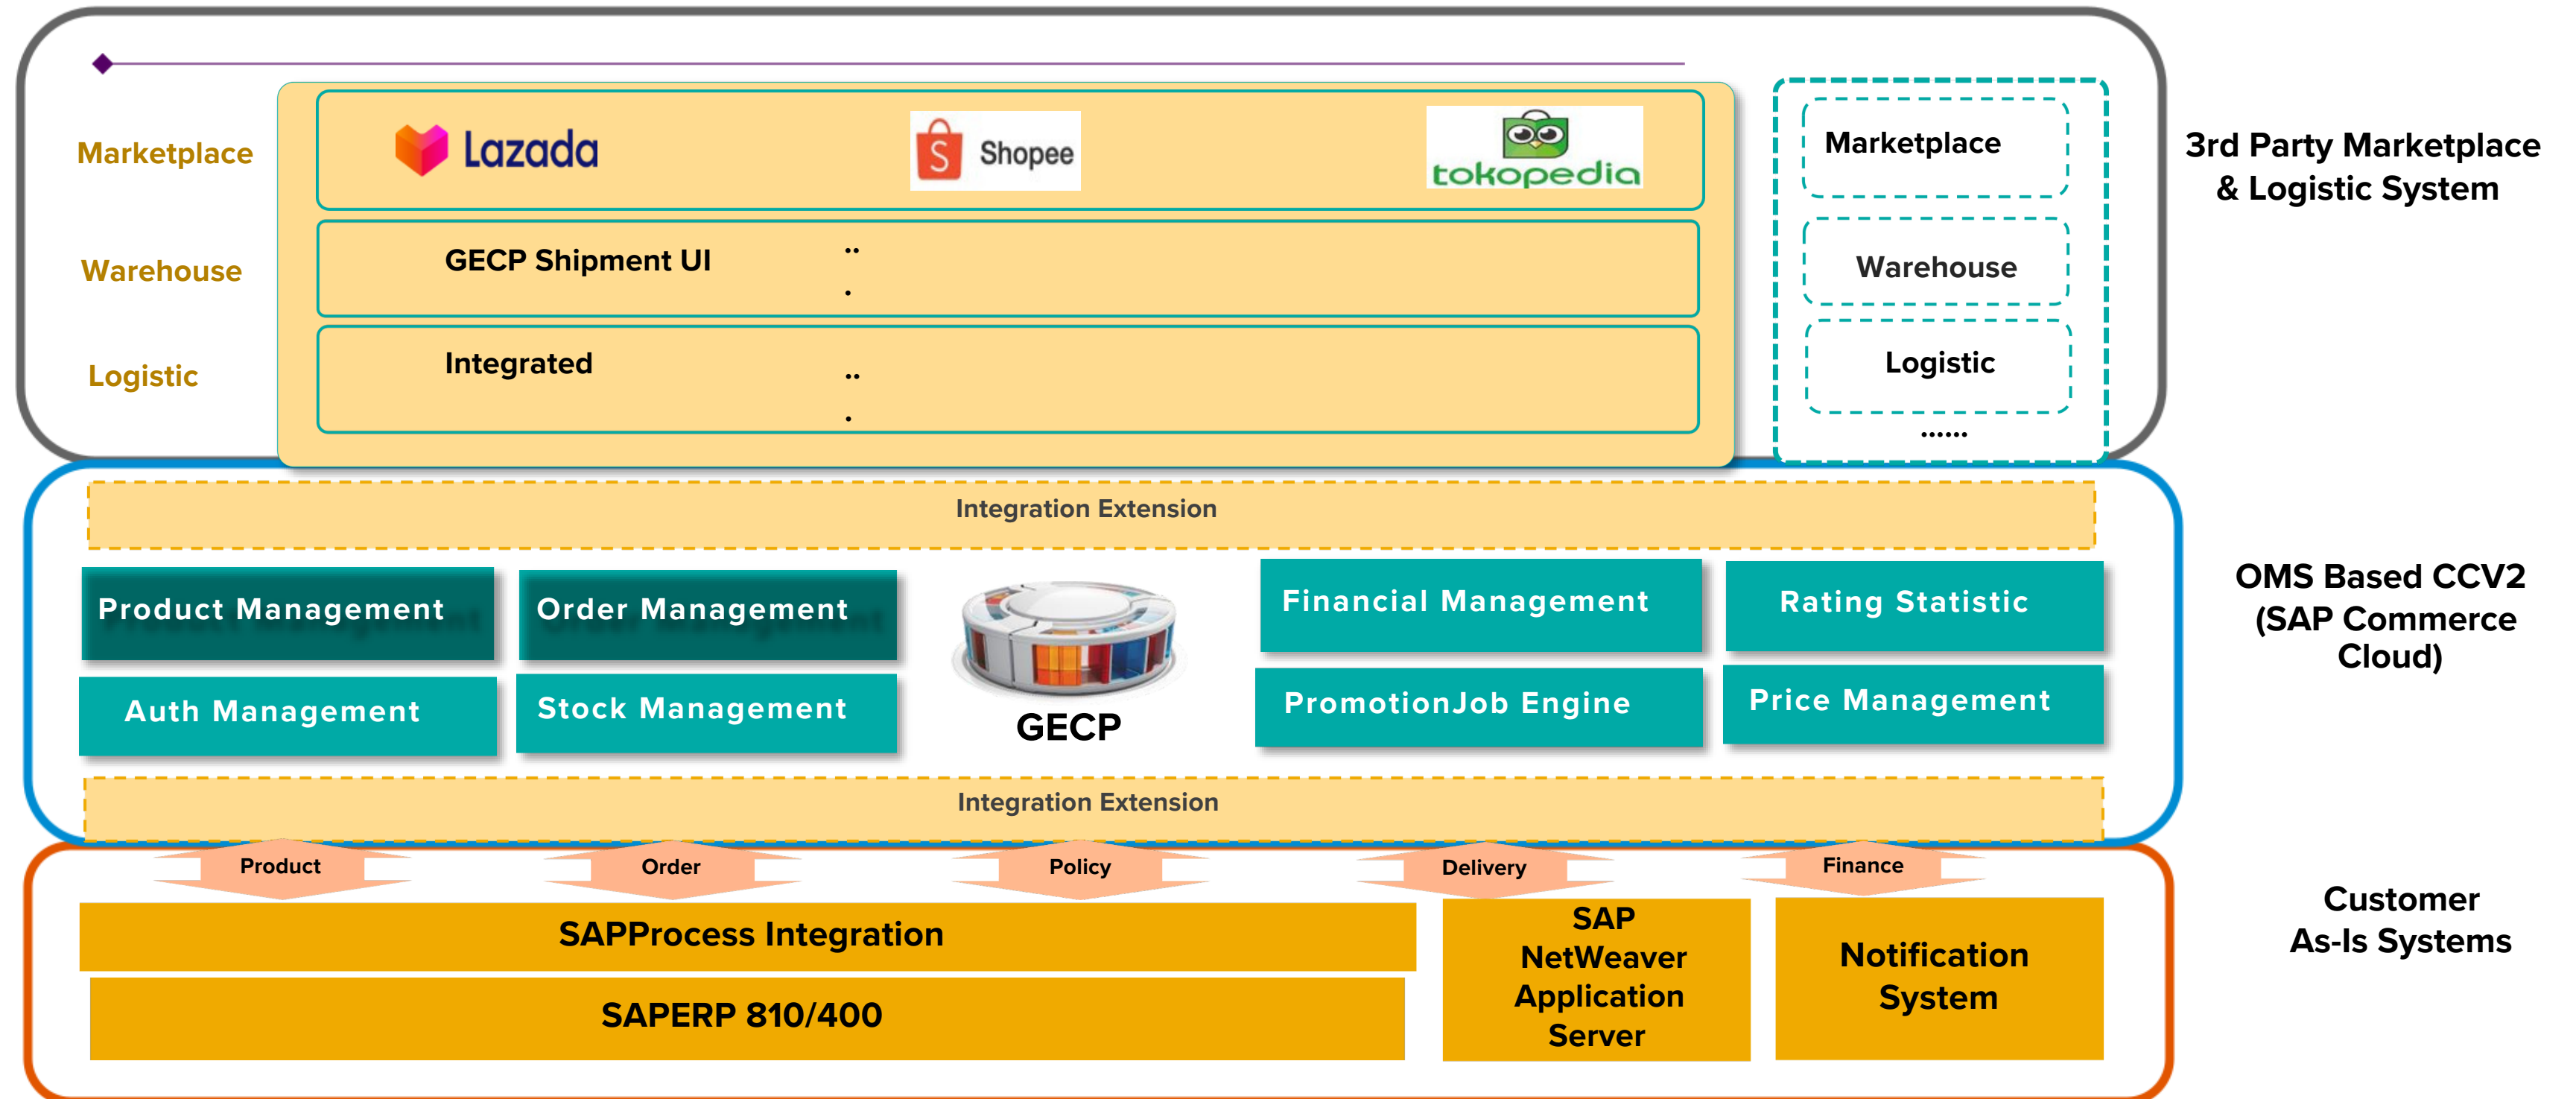 Marketplace
Lazada
Shopee
tokopedia
Marketplace
3rd Party Marketplace
& Logistic System
Warehouse
GECP Shipment UI
..
.
Warehouse
Logistic
Integrated
..
.
Logistic
......
Integration Extension
Product Management
Order Management
Financial Management
Rating Statistic
OMS Based CCV2
(SAP Commerce
Cloud)
Auth Management
Stock Management
GECP
PromotionJob Engine
Price Management
Integration Extension
Product
Order
Policy
Delivery
Finance
SAPProcess Integration
SAPERP 810/400
SAP
NetWeaver
Application
Server
Notification
System
Customer
As-Is Systems